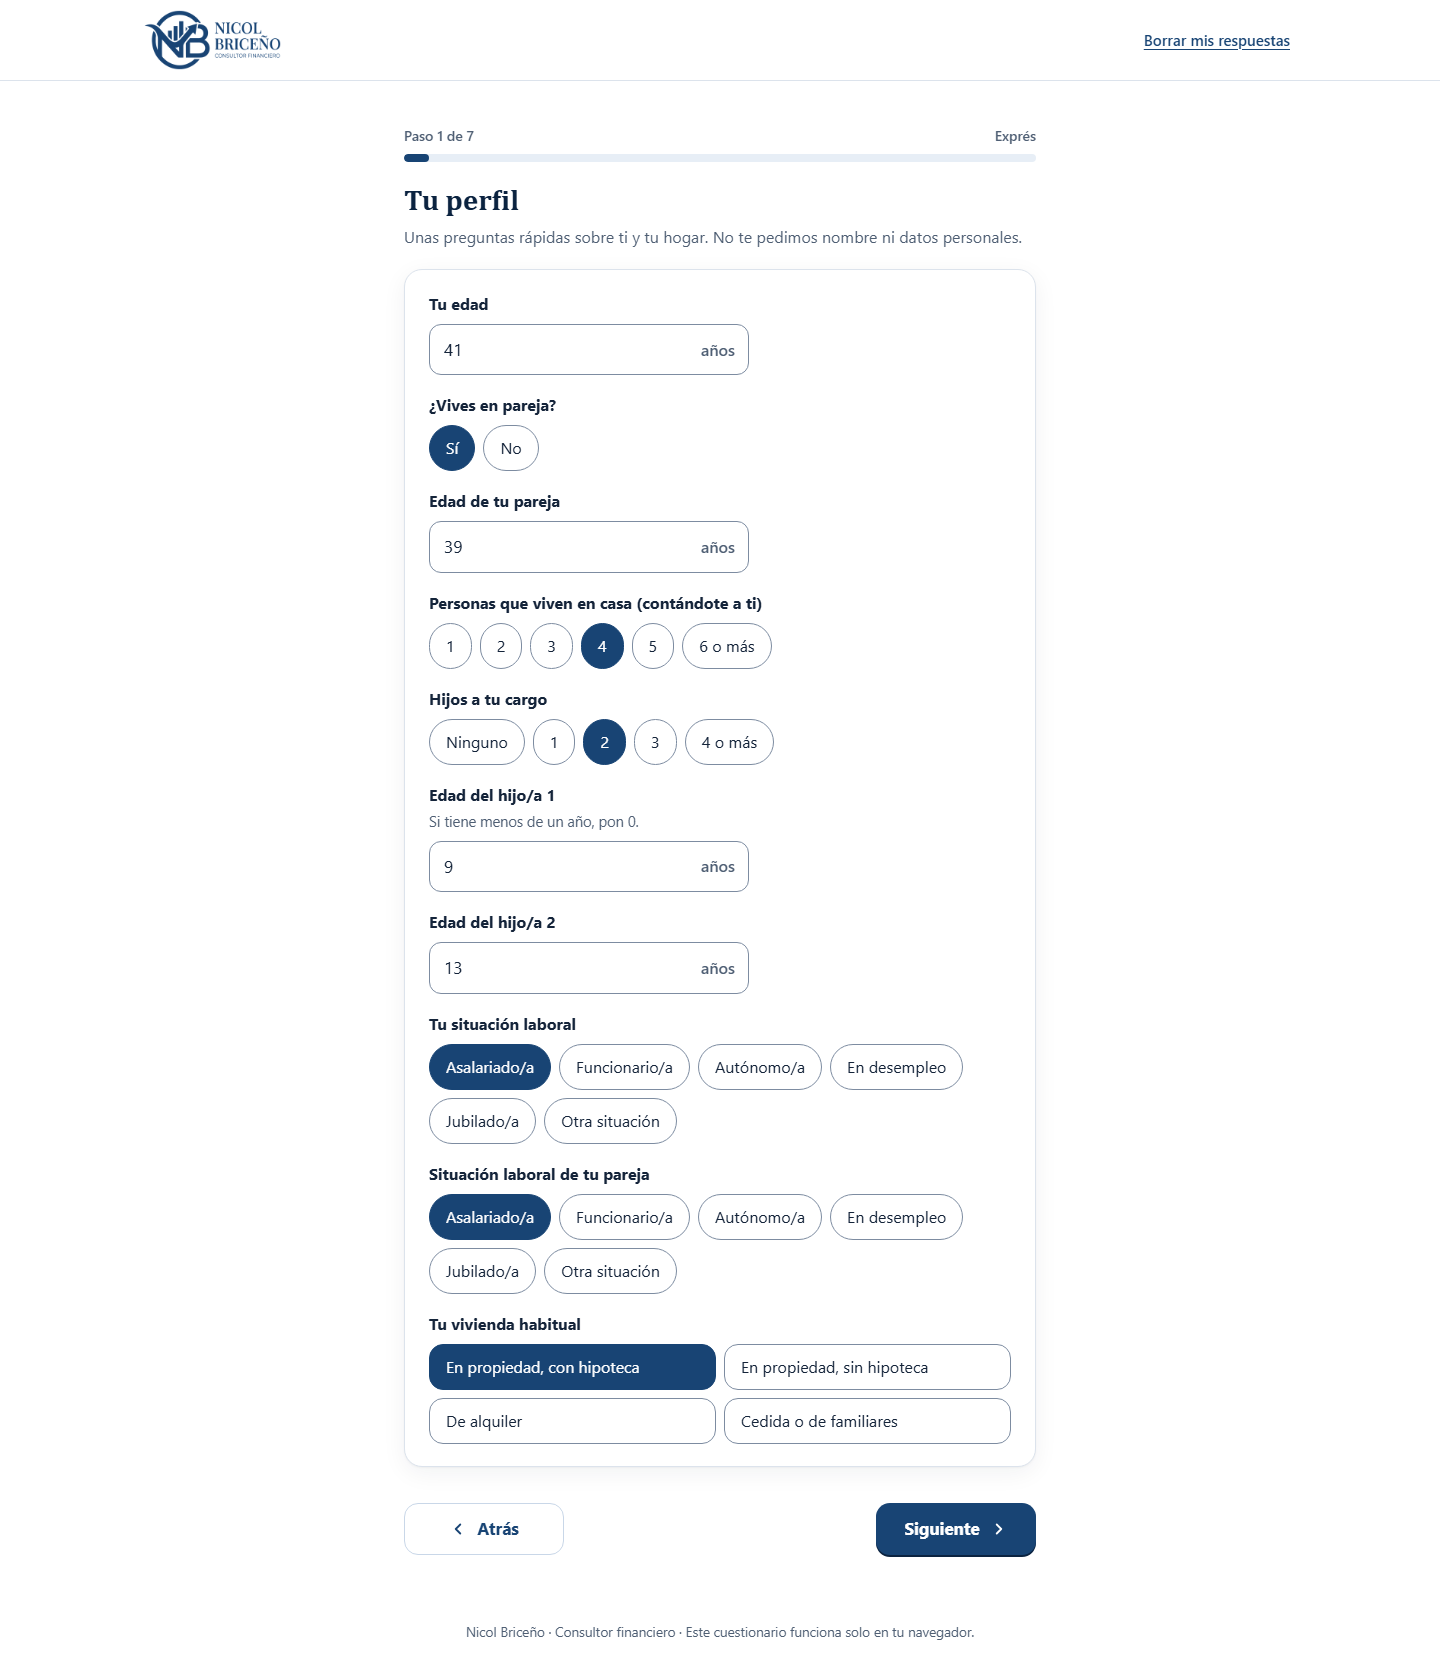 NICOL
BRICEÑO
CONSULTOR FINANCIERO
Borrar mis respuestas
Paso 1 de 7
Exprés
Tu perfil
Unas preguntas rápidas sobre ti y tu hogar. No te pedimos nombre ni datos personales.
Tu edad
41 años
¿Vives en pareja?
Sí No
Edad de tu pareja
39 años
Personas que viven en casa (contándote a ti)
1 2 3 4 5 6 o más
Hijos a tu cargo
Ninguno 1 2 3 4 o más
Edad del hijo/a 1
Si tiene menos de un año, pon 0.
9 años
Edad del hijo/a 2
13 años
Tu situación laboral
Asalariado/a Funcionario/a Autónomo/a En desempleo
Jubilado/a Otra situación
Situación laboral de tu pareja
Asalariado/a Funcionario/a Autónomo/a En desempleo
Jubilado/a Otra situación
Tu vivienda habitual
En propiedad, con hipoteca En propiedad, sin hipoteca
De alquiler Cedida o de familiares
Atrás Siguiente
Nicol Briceño · Consultor financiero · Este cuestionario funciona solo en tu navegador.